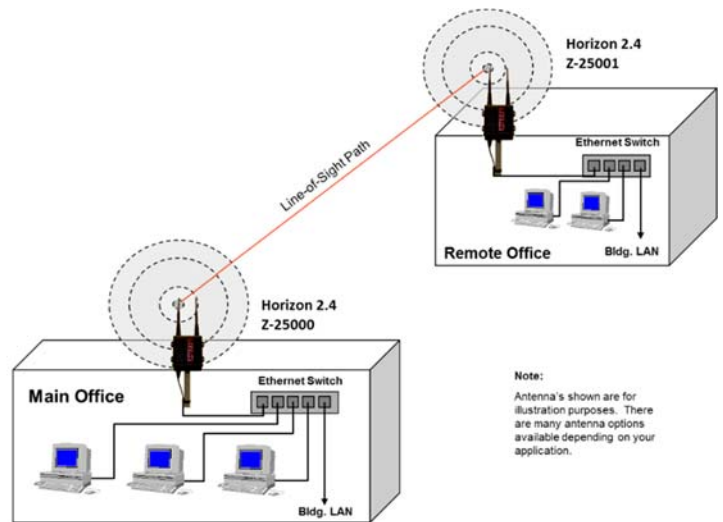 Horizon 2.4
Z-25001
Ethernet Switch
Line-of-Sight Path
Remote Office
Bldg. LAN
Horizon 2.4
Z-25000
Main Office
Ethernet Switch
Bldg. LAN
Note:
Antenna's shown are for
illustration purposes. There
are many antenna options
available depending on your
application.